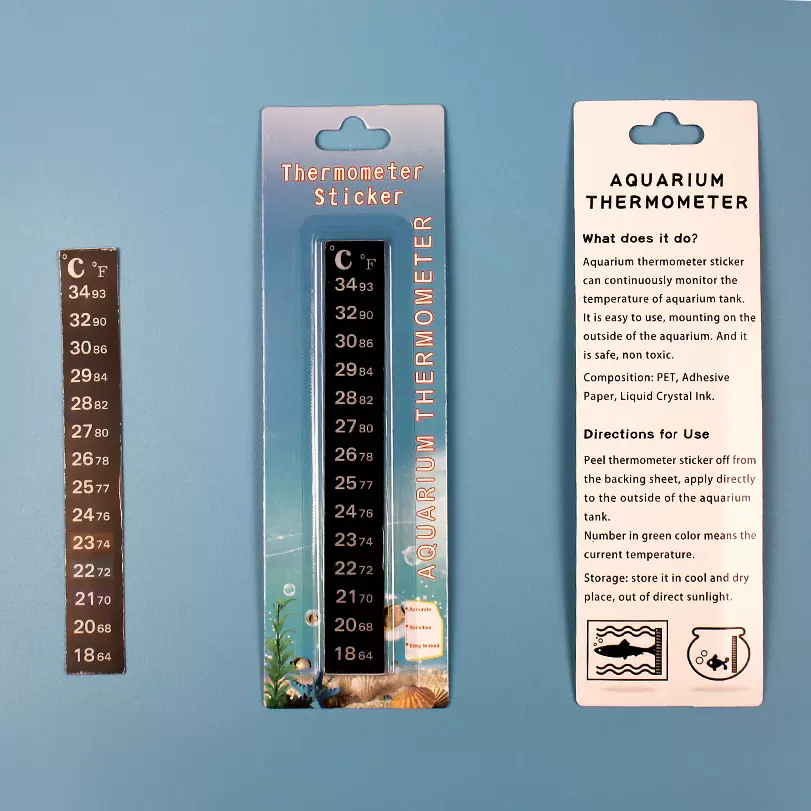 °C °F
34 93
32 90
30 86
29 84
28 82
27 80
26 78
25 77
24 76
23 74
22 72
21 70
20 68
18 64
Thermometer
Sticker
°C °F
34 93
32 90
30 86
29 84
28 82
27 80
26 78
25 77
24 76
23 74
22 72
21 70
20 68
18 64
AQUARIUM THERMOMETER
• Accurate
• Sensitive
• Easy to read
AQUARIUM
THERMOMETER
What does it do?
Aquarium thermometer sticker
can continuously monitor the
temperature of aquarium tank.
It is easy to use, mounting on the
outside of the aquarium. And it
is safe, non toxic.
Composition: PET, Adhesive
Paper, Liquid Crystal Ink.
Directions for Use
Peel thermometer sticker off from
the backing sheet, apply directly
to the outside of the aquarium
tank.
Number in green color means the
current temperature.
Storage: store it in cool and dry
place, out of direct sunlight.